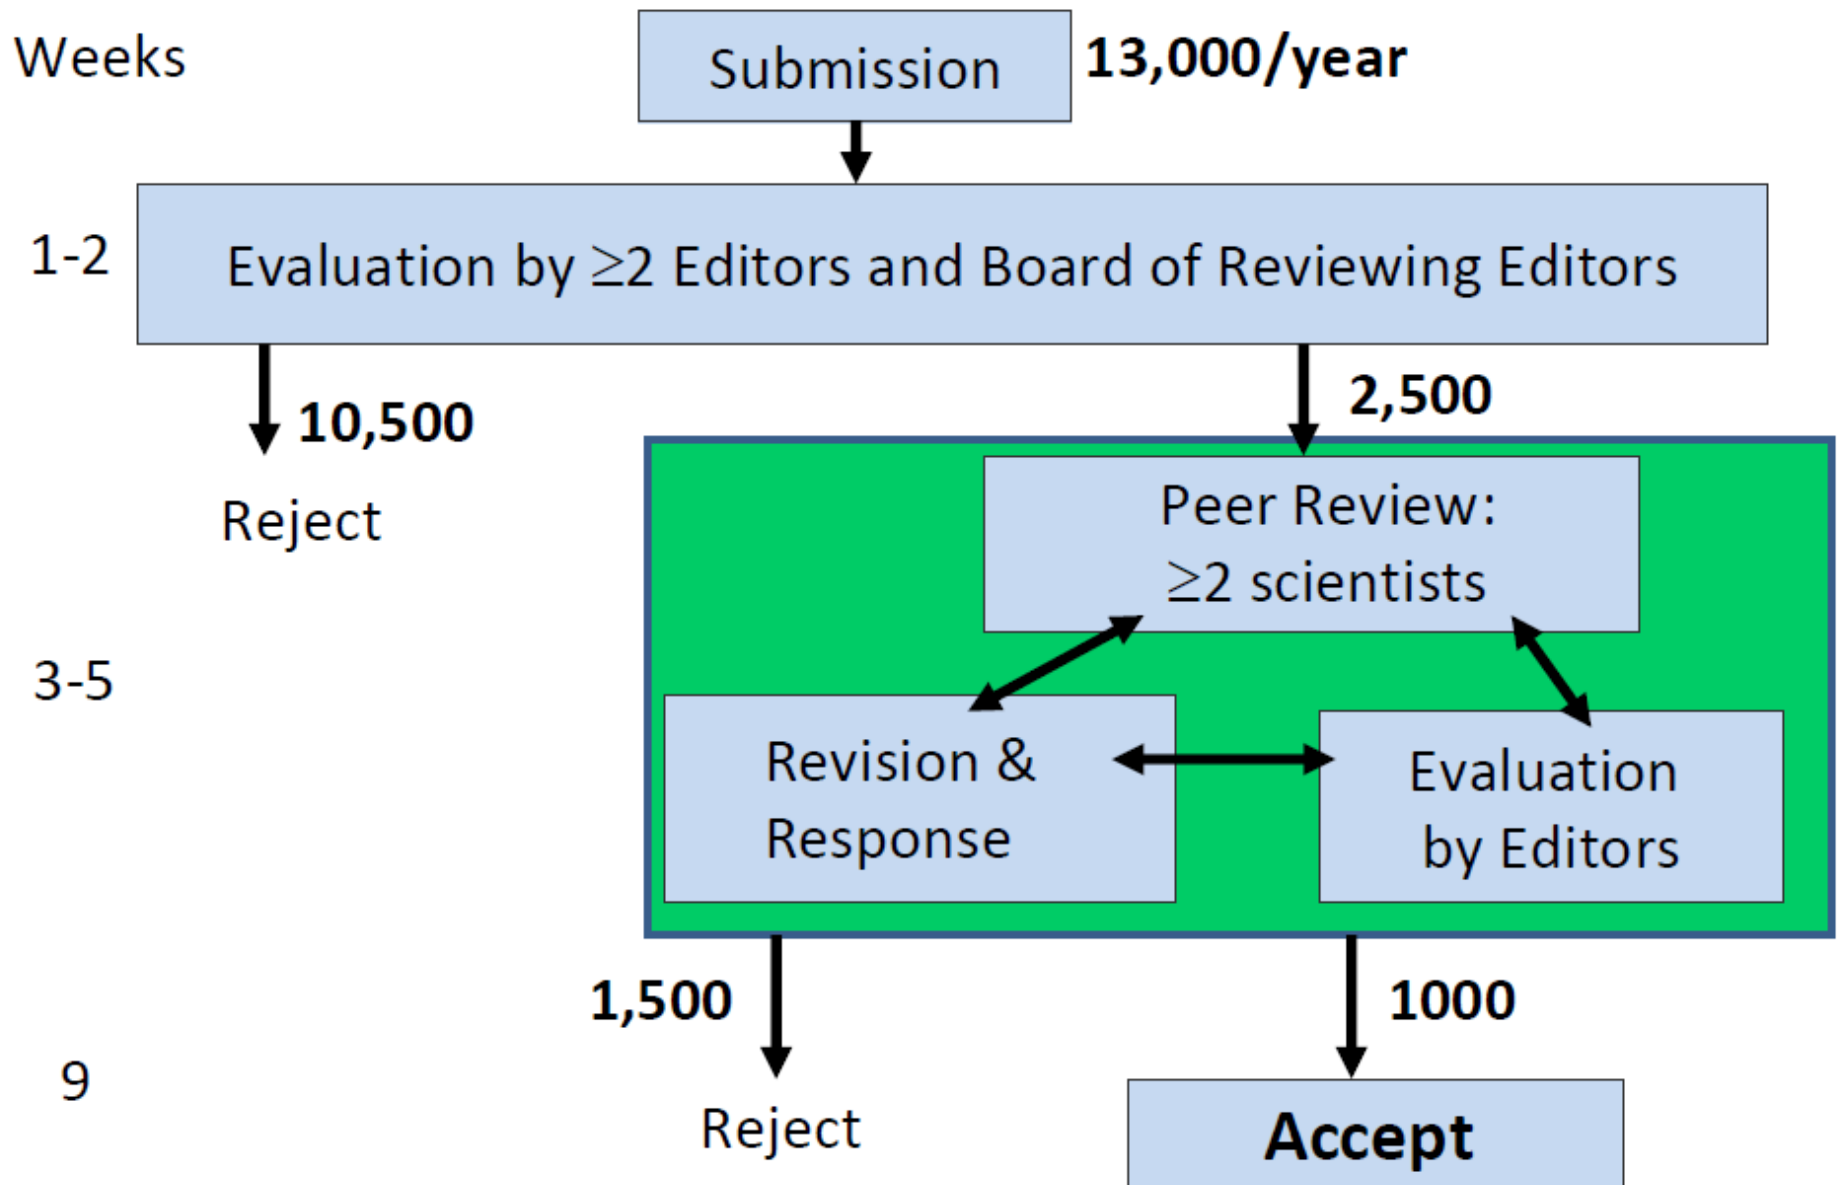 Weeks
Submission
13,000/year
1-2
Evaluation by ≥2 Editors and Board of Reviewing Editors
10,500
2,500
Reject
Peer Review:
≥2 scientists
3-5
Revision &
Response
Evaluation
by Editors
1,500
1000
9
Reject
Accept